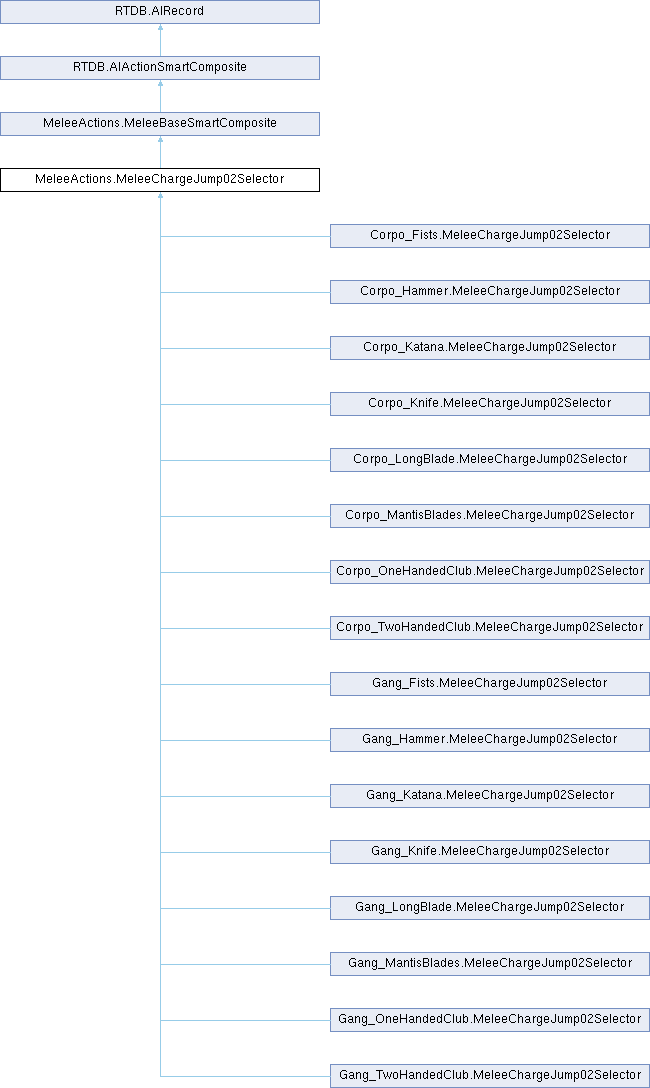 RTDB.AIRecord
RTDB.AIActionSmartComposite
MeleeActions.MeleeBaseSmartComposite
MeleeActions.MeleeChargeJump02Selector
Corpo_Fists.MeleeChargeJump02Selector
Corpo_Hammer.MeleeChargeJump02Selector
Corpo_Katana.MeleeChargeJump02Selector
Corpo_Knife.MeleeChargeJump02Selector
Corpo_LongBlade.MeleeChargeJump02Selector
Corpo_MantisBlades.MeleeChargeJump02Selector
Corpo_OneHandedClub.MeleeChargeJump02Selector
Corpo_TwoHandedClub.MeleeChargeJump02Selector
Gang_Fists.MeleeChargeJump02Selector
Gang_Hammer.MeleeChargeJump02Selector
Gang_Katana.MeleeChargeJump02Selector
Gang_Knife.MeleeChargeJump02Selector
Gang_LongBlade.MeleeChargeJump02Selector
Gang_MantisBlades.MeleeChargeJump02Selector
Gang_OneHandedClub.MeleeChargeJump02Selector
Gang_TwoHandedClub.MeleeChargeJump02Selector